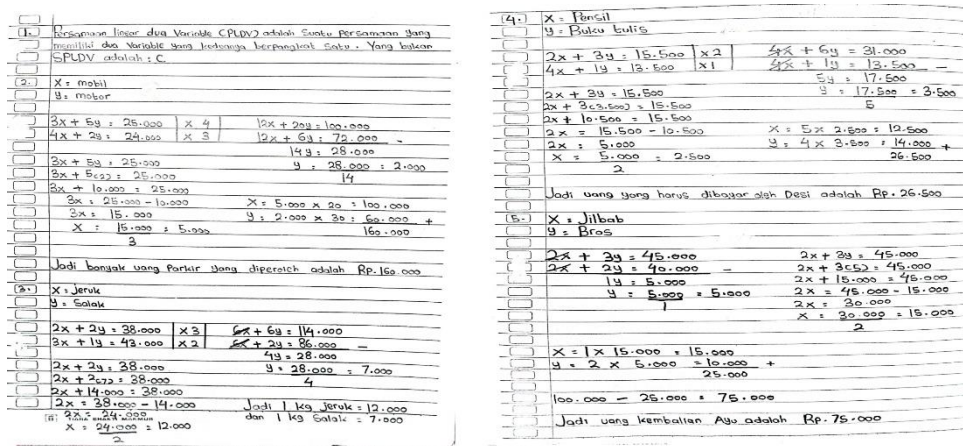 1. Persamaan linear dua Variable (PLDV) adalah Suatu Persamaan yang
memiliki dua Variable yang keduanya berpangkat Satu. Yang bukan
SPLDV adalah : C.
2. x = mobil
y = motor
3x + 5y = 25.000 | x 4 | 12x + 20y = 100.000
4x + 2y = 24.000 | x 3 | 12x + 6y = 72.000 -
14y = 28.000
3x + 5y = 25.000
y = 28.000 = 2.000
14
3x + 5(2) = 25.000
3x + 10.000 = 25.000
3x = 25.000 - 10.000
x = 5.000 x 20 = 100.000
3x = 15.000
y = 2.000 x 30 = 60.000 +
x = 15.000 = 5.000
3
160.000
Jadi banyak uang Parkir yang diperoleh adalah Rp. 160.000
3. x = Jeruk
y = Salak
2x + 2y = 38.000 | x 3 | 6x + 6y = 114.000
3x + 1y = 43.000 | x 2 | 6x + 2y = 86.000 -
4y = 28.000
2x + 2y = 38.000
y = 28.000 = 7.000
4
2x + 2(7) = 38.000
2x + 14.000 = 38.000
2x = 38.000 - 14.000
2x = 24.000
x = 24.000 = 12.000
2
Jadi 1 kg Jeruk = 12.000
dan 1 kg Salak = 7.000
4. x = Pensil
y = Buku tulis
2x + 3y = 15.500 | x 2 | 4x + 6y = 31.000
4x + 1y = 13.500 | x 1 | 4x + 1y = 13.500 -
5y = 17.500
2x + 3y = 15.500
y = 17.500 = 3.500
5
2x + 3(3.500) = 15.500
2x + 10.500 = 15.500
2x = 15.500 - 10.500
x = 5 x 2.500 = 12.500
2x = 5.000
y = 4 x 3.500 = 14.000 +
x = 5.000 = 2.500
2
26.500
Jadi uang yang harus dibayar oleh Desi adalah Rp. 26.500
5. x = Jilbab
y = Bros
2x + 3y = 45.000
2x + 2y = 40.000 -
1y = 5.000
y = 5.000 = 5.000
1
2x + 3y = 45.000
2x + 3(5) = 45.000
2x + 15.000 = 45.000
2x = 45.000 - 15.000
2x = 30.000
x = 30.000 = 15.000
2
x = 1 x 15.000 = 15.000
y = 2 x 5.000 = 10.000 +
25.000
100.000 - 25.000 = 75.000
Jadi uang kembalian Ayu adalah Rp. 75.000